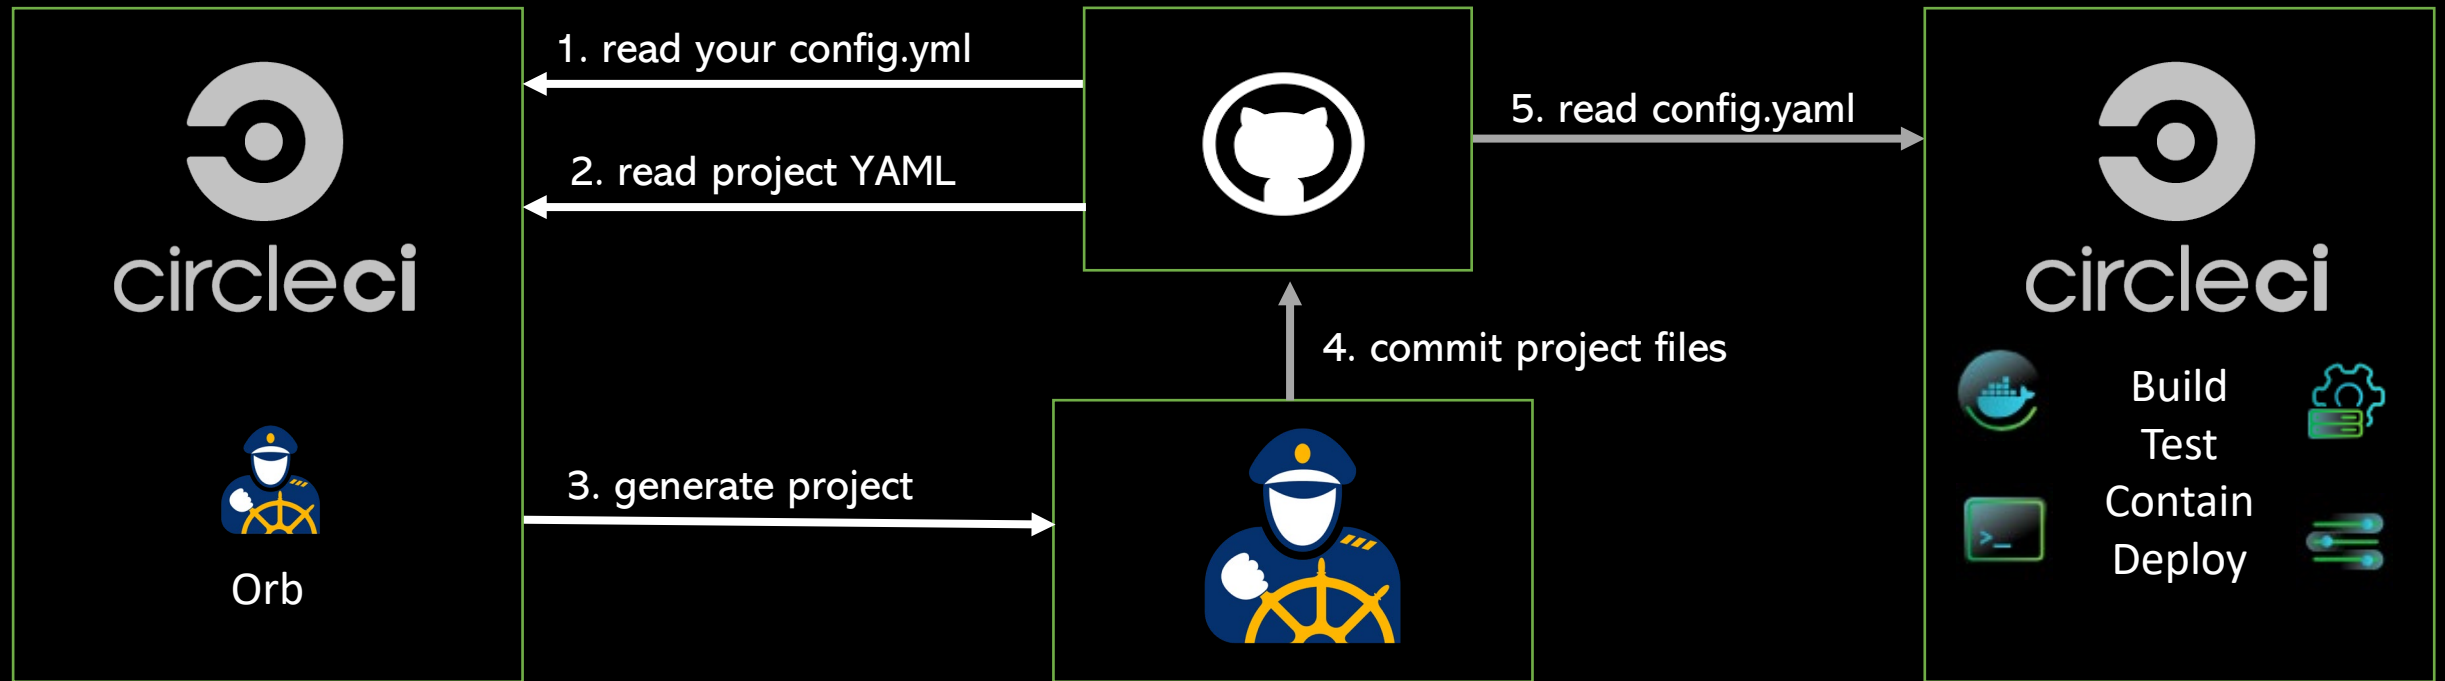 circleci
Orb
1. read your config.yml
2. read project YAML
3. generate project
4. commit project files
5. read config.yaml
circleci
Build
Test
Contain
Deploy
>_